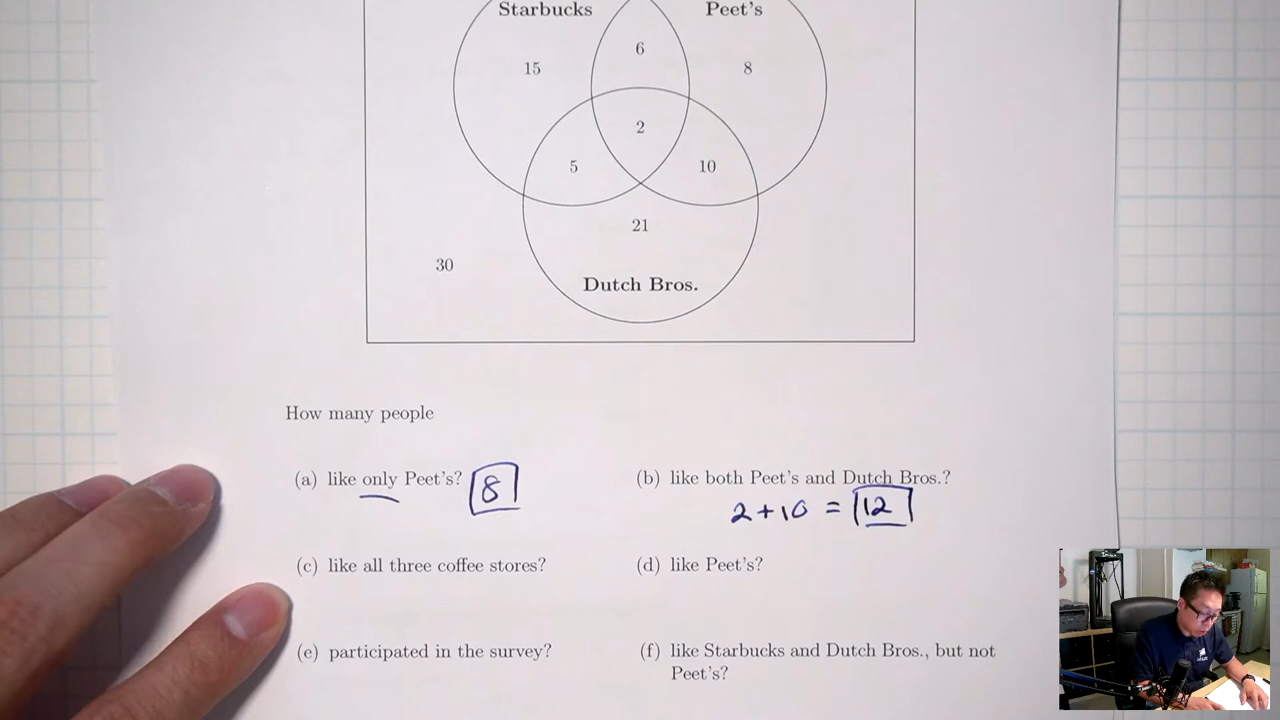 Starbucks Peet's
6
15 8
2
5 10
21
30
Dutch Bros.
How many people
(a) like only Peet's? 8
(b) like both Peet's and Dutch Bros.?
2+10 = 12
(c) like all three coffee stores?
(d) like Peet's?
(e) participated in the survey?
(f) like Starbucks and Dutch Bros., but not
Peet's?